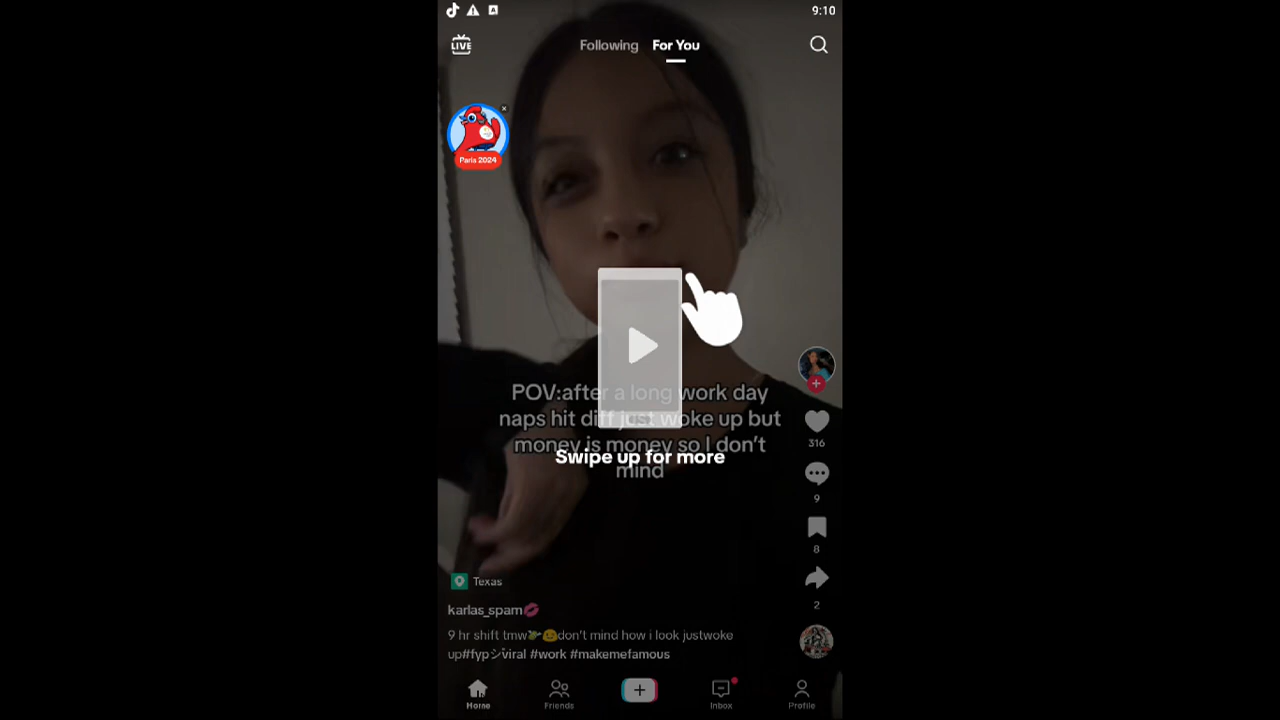 9:10
LIVE
Following For You
Paris 2024
POV:after a long work day
naps hit diff just woke up but
money is money so I don't
mind
Swipe up for more
316
9
8
2
Texas
karlas_spam💋
9 hr shift tmw🕊😉don't mind how i look justwoke
up#fypシviral #work #makemefamous
Home Friends Inbox Profile